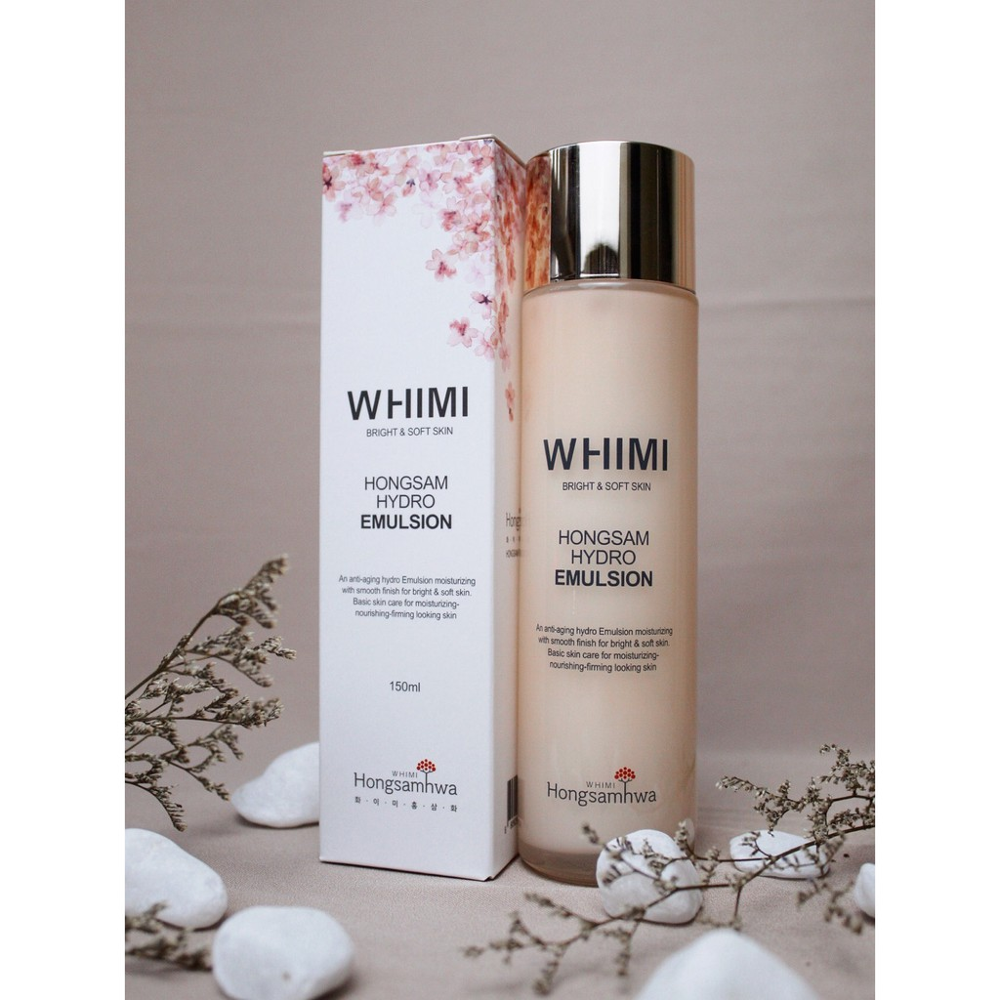 WHIMI
BRIGHT & SOFT SKIN
HONGSAM
HYDRO
EMULSION
An anti-aging hydro Emulsion moisturizing
with smooth finish for bright & soft skin.
Basic skin care for moisturizing-
nourishing-firming looking skin
150ml
WHIMI
Hongsamhwa
화·이·미·홍·삼·화
WHIMI
BRIGHT & SOFT SKIN
HONGSAM
HYDRO
EMULSION
An anti-aging hydro Emulsion moisturizing
with smooth finish for bright & soft skin.
Basic skin care for moisturizing-
nourishing-firming looking skin
WHIMI
Hongsamhwa